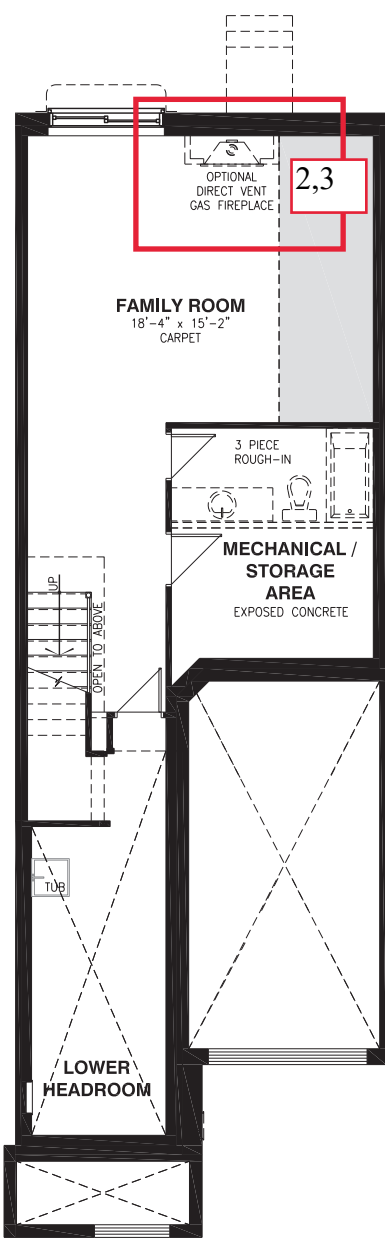 2,3
OPTIONAL
DIRECT VENT
GAS FIREPLACE
FAMILY ROOM
18'-4" x 15'-2"
CARPET
3 PIECE
ROUGH-IN
MECHANICAL /
STORAGE
AREA
EXPOSED CONCRETE
UP
OPEN TO ABOVE
TUB
LOWER
HEADROOM